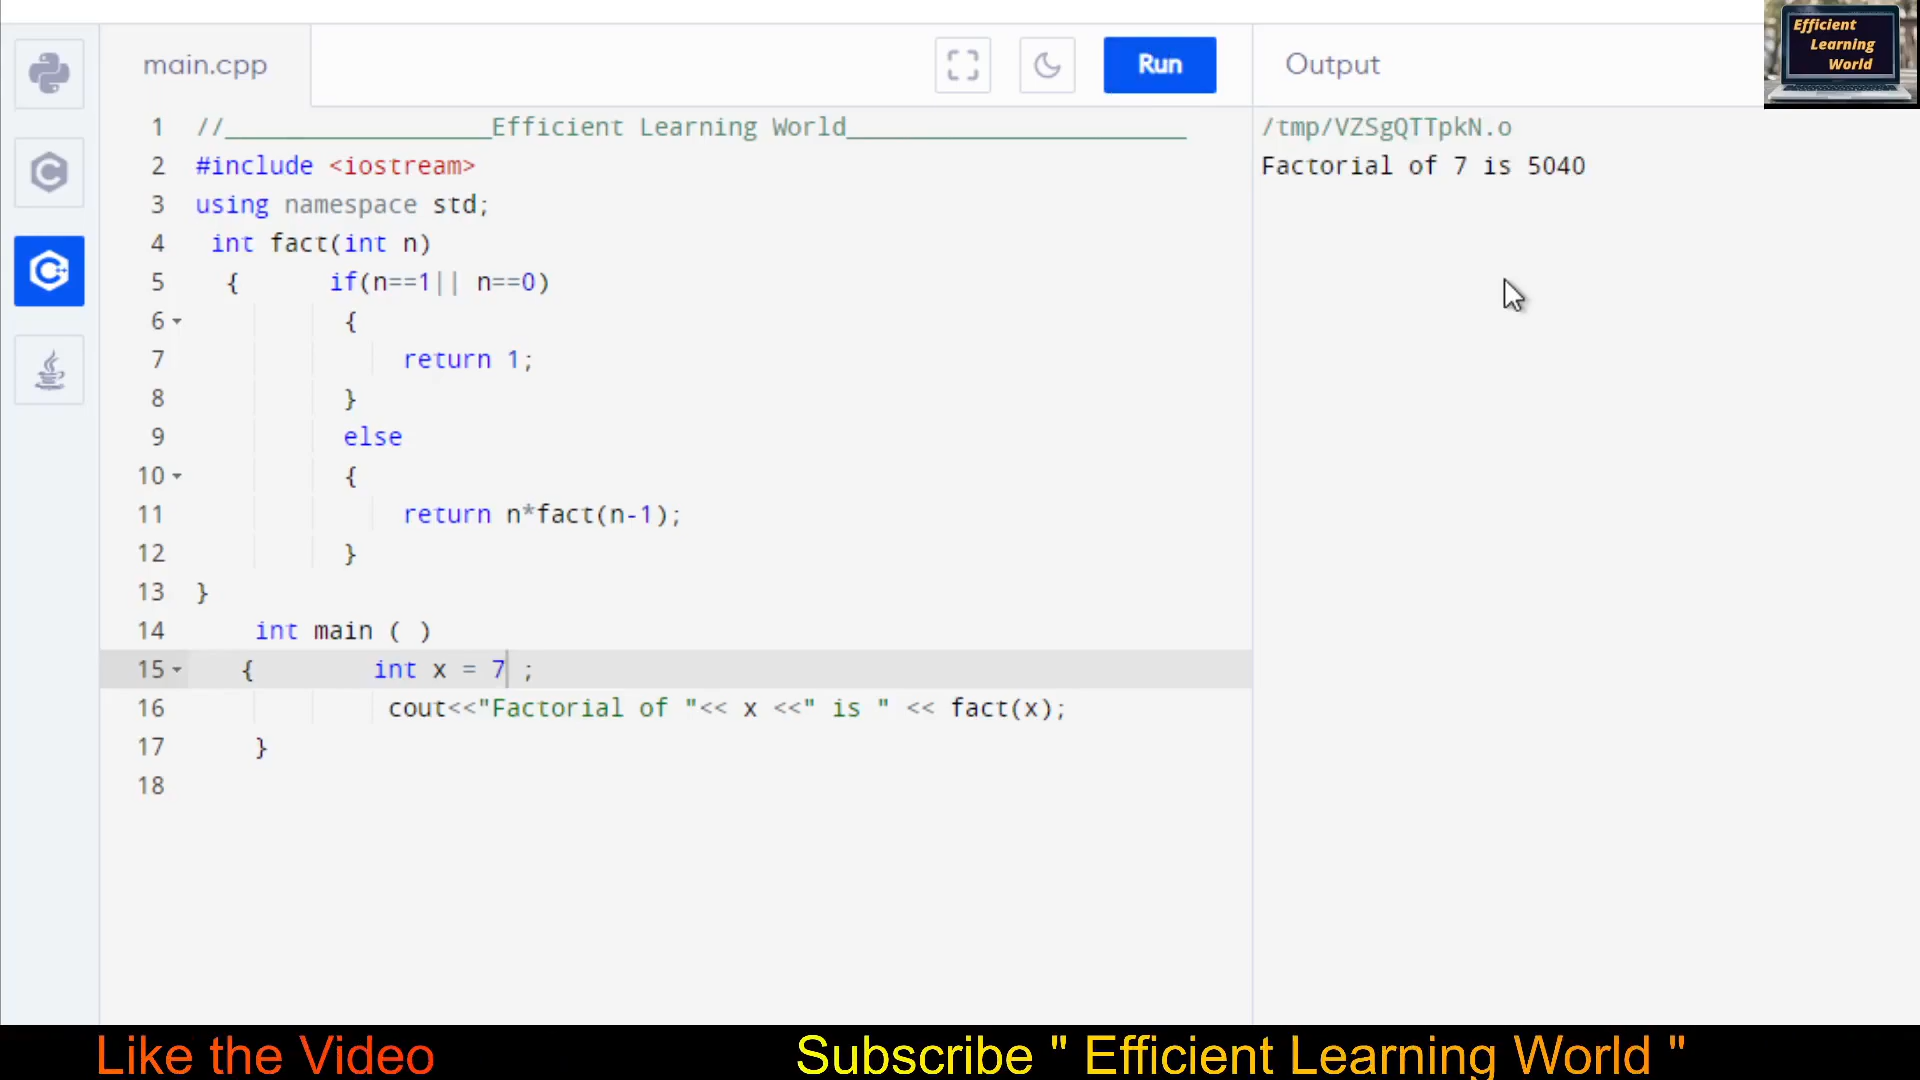 main.cpp
Run
Output
Efficient
Learning
World
1 //__________________Efficient Learning World_______________________
2 #include <iostream>
3 using namespace std;
4 int fact(int n)
5 { if(n==1|| n==0)
6 {
7 return 1;
8 }
9 else
10 {
11 return n*fact(n-1);
12 }
13 }
14 int main ( )
15 { int x = 7 ;
16 cout<<"Factorial of "<< x <<" is " << fact(x);
17 }
18
/tmp/VZSgQTTpkN.o
Factorial of 7 is 5040
Like the Video
Subscribe " Efficient Learning World "